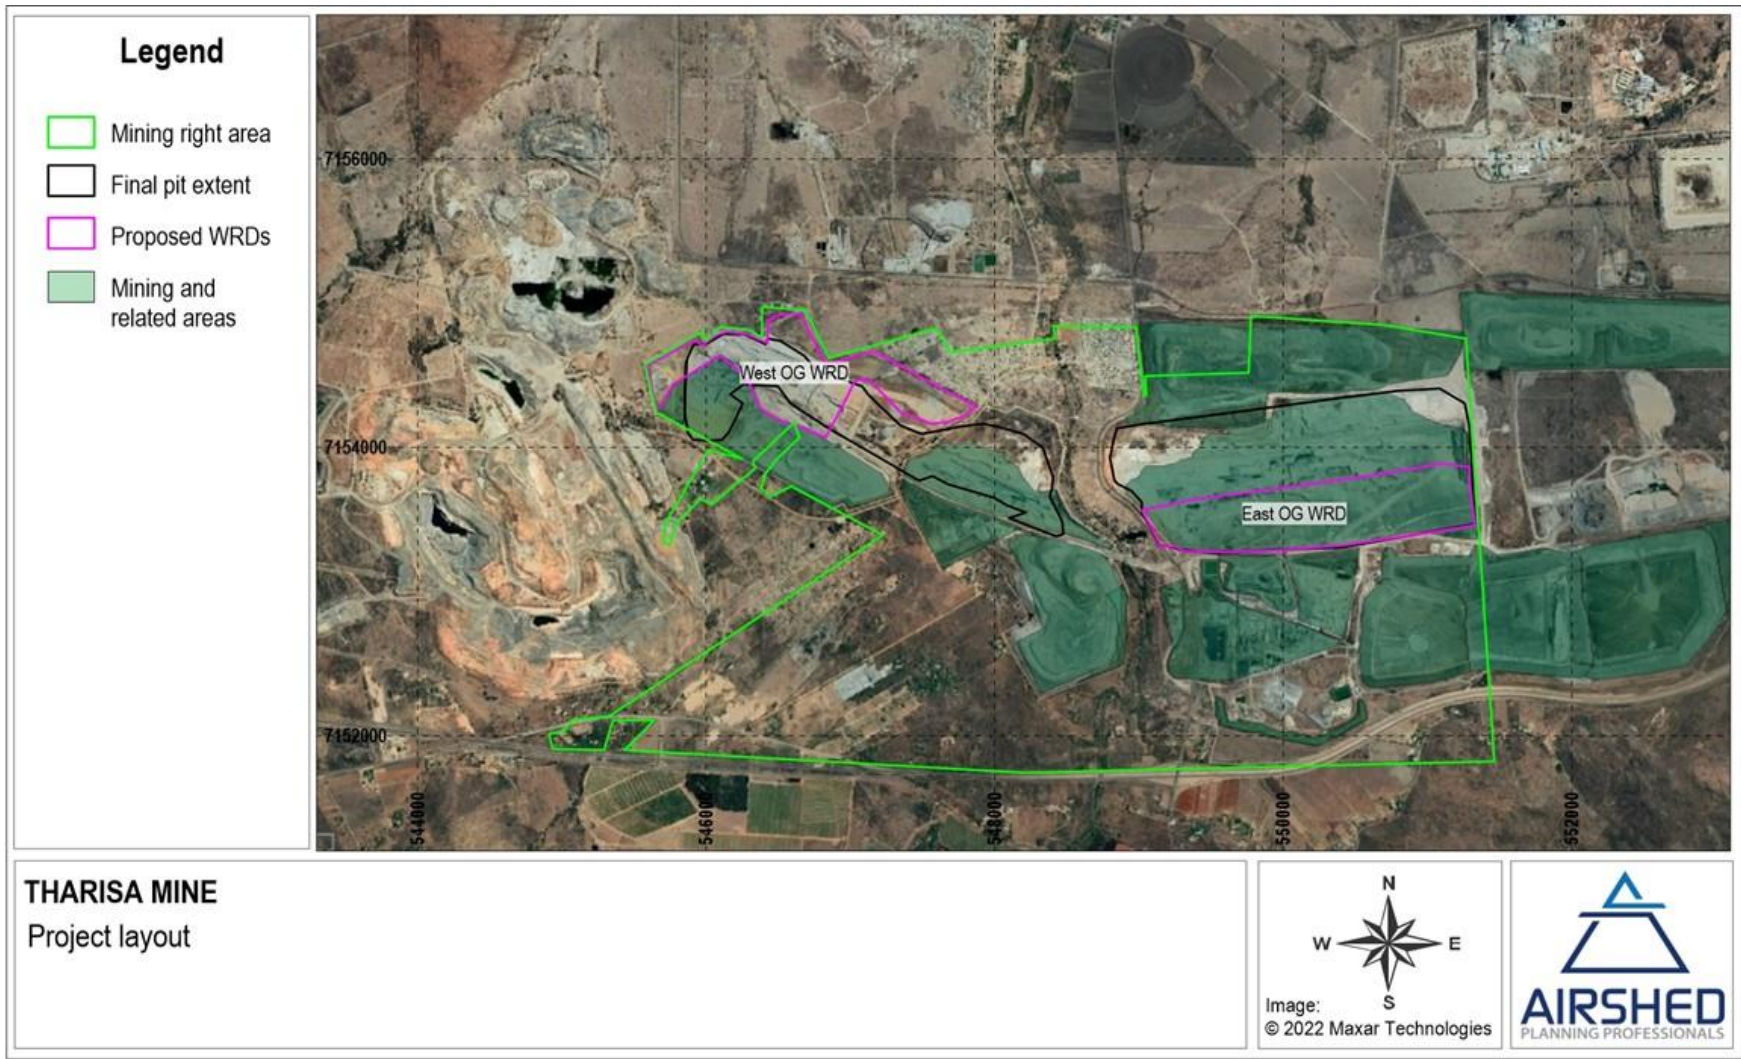 Legend
Mining right area
Final pit extent
Proposed WRDs
Mining and
related areas
7156000
7154000
7152000
544000
546000
548000
550000
552000
West OG WRD
East OG WRD
THARISA MINE
Project layout
N
W
E
S
Image:
© 2022 Maxar Technologies
AIRSHED
PLANNING PROFESSIONALS